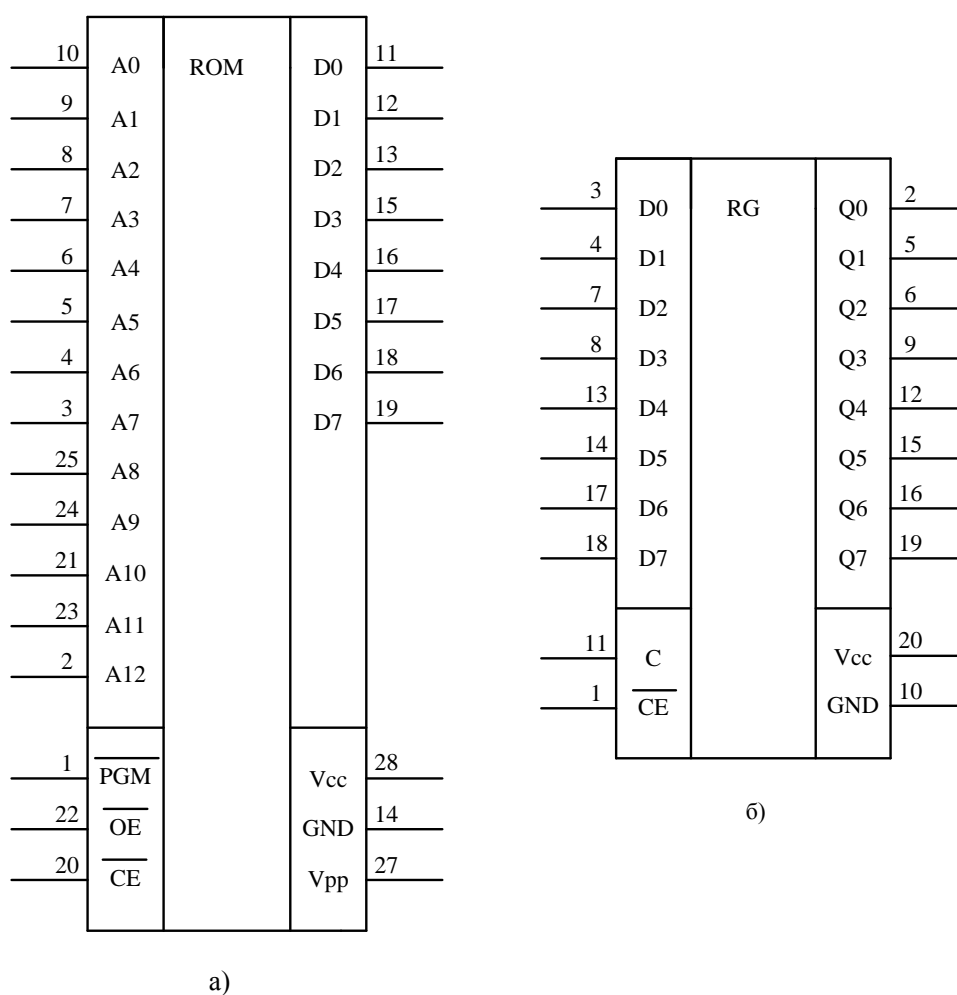 10 A0 ROM D0 11
9 A1 D1 12
8 A2 D2 13
7 A3 D3 15
6 A4 D4 16
5 A5 D5 17
4 A6 D6 18
3 A7 D7 19
25 A8
24 A9
21 A10
23 A11
2 A12
1 PGM Vcc 28
22 OE GND 14
20 CE Vpp 27
а)
3 D0 RG Q0 2
4 D1 Q1 5
7 D2 Q2 6
8 D3 Q3 9
13 D4 Q4 12
14 D5 Q5 15
17 D6 Q6 16
18 D7 Q7 19
11 C Vcc 20
1 CE GND 10
б)